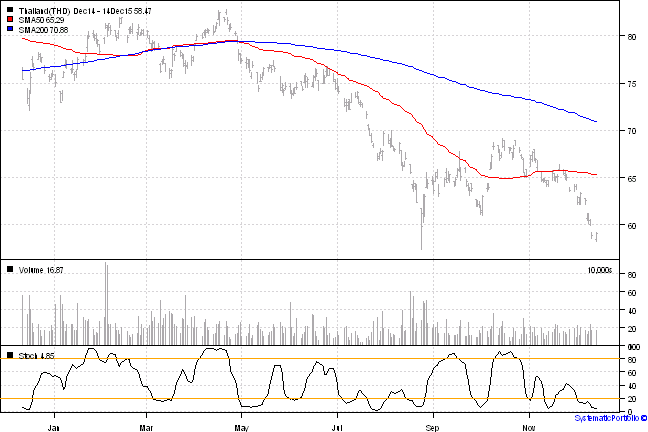 Thailand(THD) Dec14 - 14Dec15 58.47
SMA50 65.29
SMA200 70.88
80
75
70
65
60
Volume 16.87
10,000s
80
60
40
20
0
Stoch 4.85
100
80
60
40
20
0
Jan Mar May Jul Sep Nov
SystematicPortfolio ©